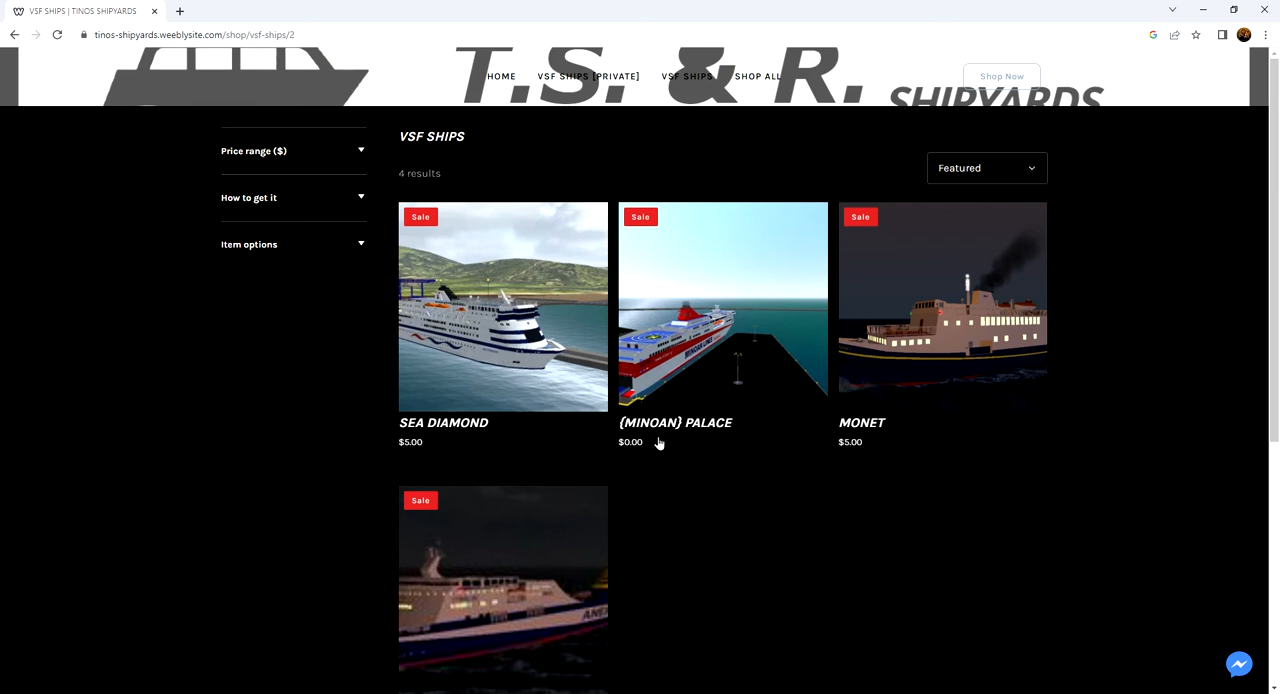 VSF SHIPS | TINOS SHIPYARDS
tinos-shipyards.weeblysite.com/shop/vsf-ships/2
T.S. & R.
SHIPYARDS
HOME
VSF SHIPS [PRIVATE]
VSF SHIPS
SHOP ALL
Shop Now
Price range ($)
How to get it
Item options
VSF SHIPS
4 results
Featured
Sale
Sale
Sale
MINOAN LINES
SEA DIAMOND
{MINOAN} PALACE
MONET
$5.00
$0.00
$5.00
Sale